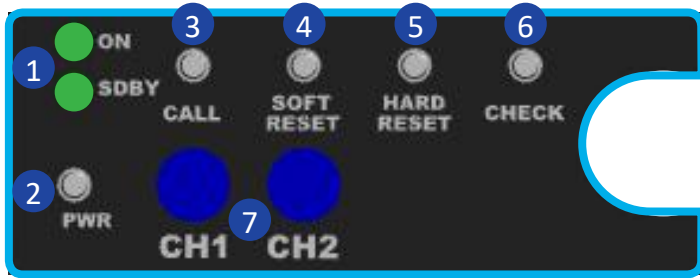 3
4
5
6
1
ON
SDBY
CALL
SOFT
RESET
HARD
RESET
CHECK
2
PWR
7
CH1
CH2